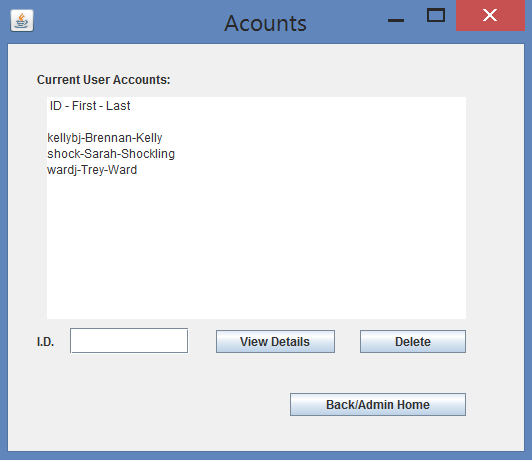 Acounts
Current User Accounts:
ID - First - Last
kellybj-Brennan-Kelly
shock-Sarah-Shockling
wardj-Trey-Ward
I.D. View Details Delete
Back/Admin Home